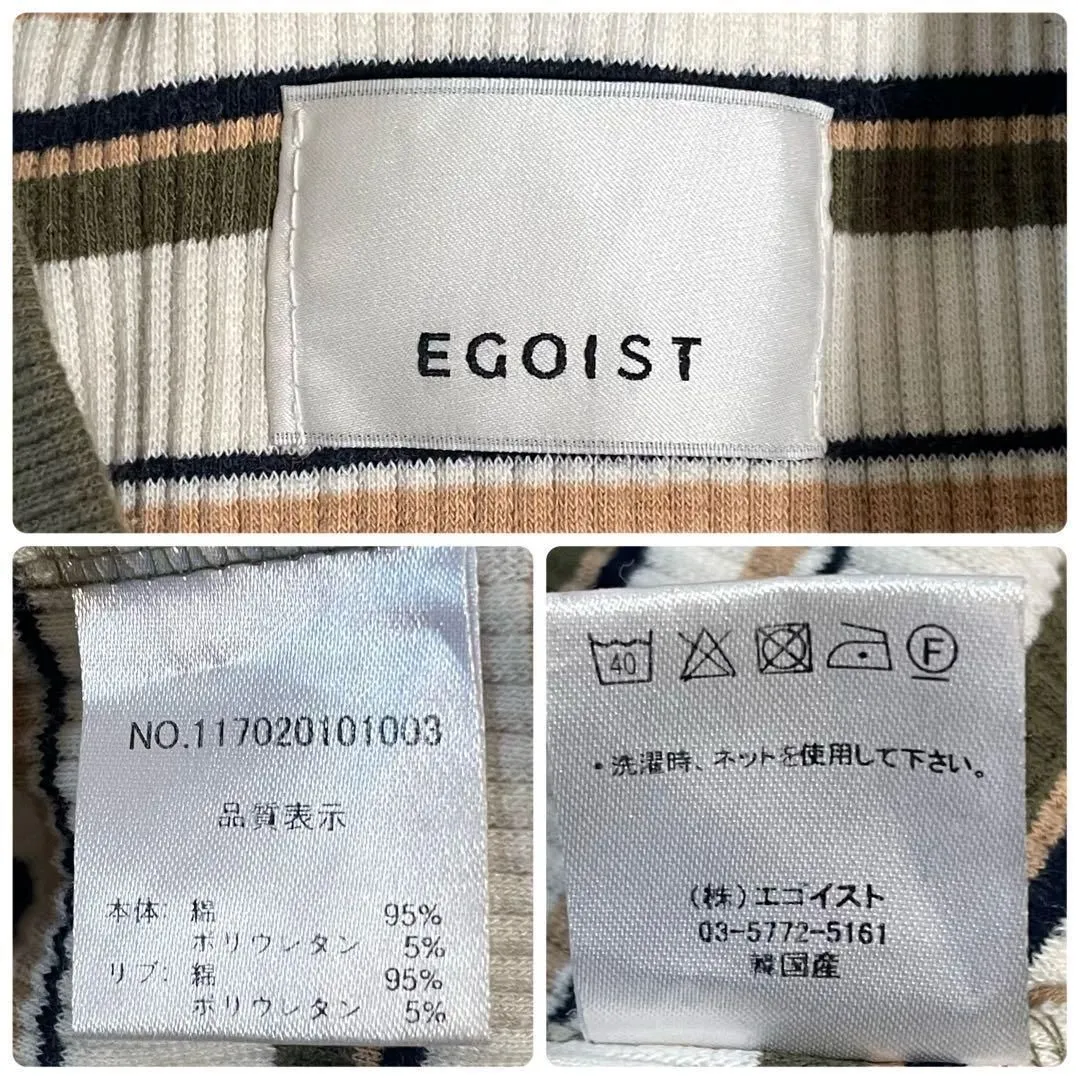 EGOIST
NO.117020101003
品質表示
本体: 綿 95%
ポリウレタン 5%
リブ: 綿 95%
ポリウレタン 5%
40
F
・洗濯時、ネットを使用して下さい。
(株)エゴイスト
03-5772-5161
韓国産